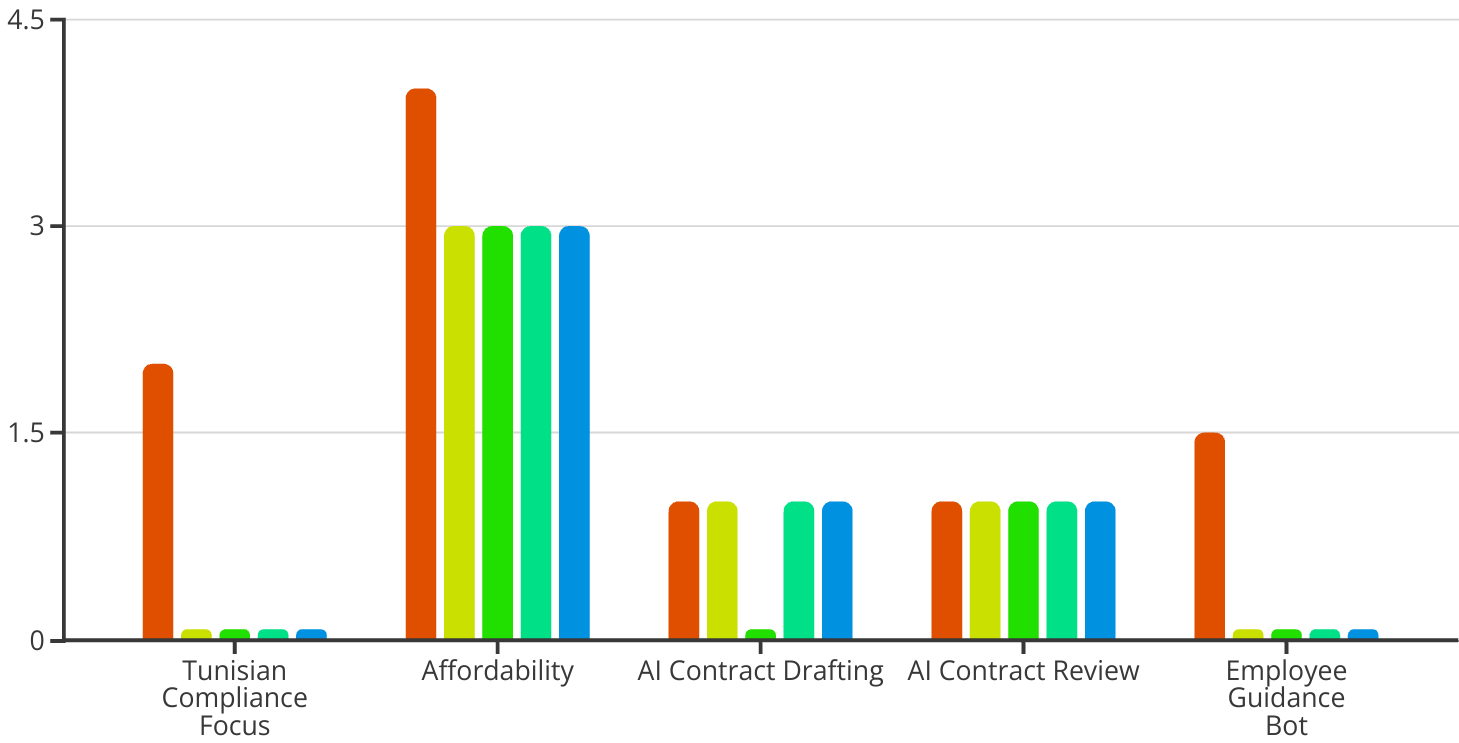 4.5
3
1.5
0
Tunisian
Compliance
Focus
Affordability
AI Contract Drafting
AI Contract Review
Employee
Guidance
Bot